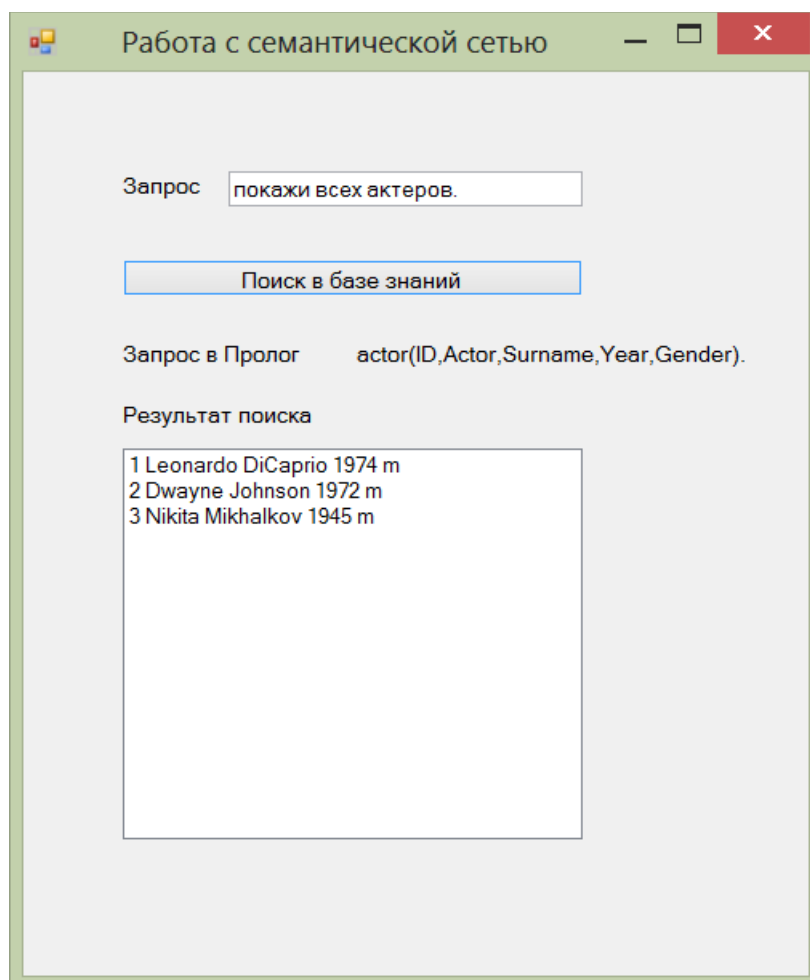 Работа с семантической сетью
Запрос
покажи всех актеров.
Поиск в базе знаний
Запрос в Пролог actor(ID,Actor,Surname,Year,Gender).
Результат поиска
1 Leonardo DiCaprio 1974 m
2 Dwayne Johnson 1972 m
3 Nikita Mikhalkov 1945 m